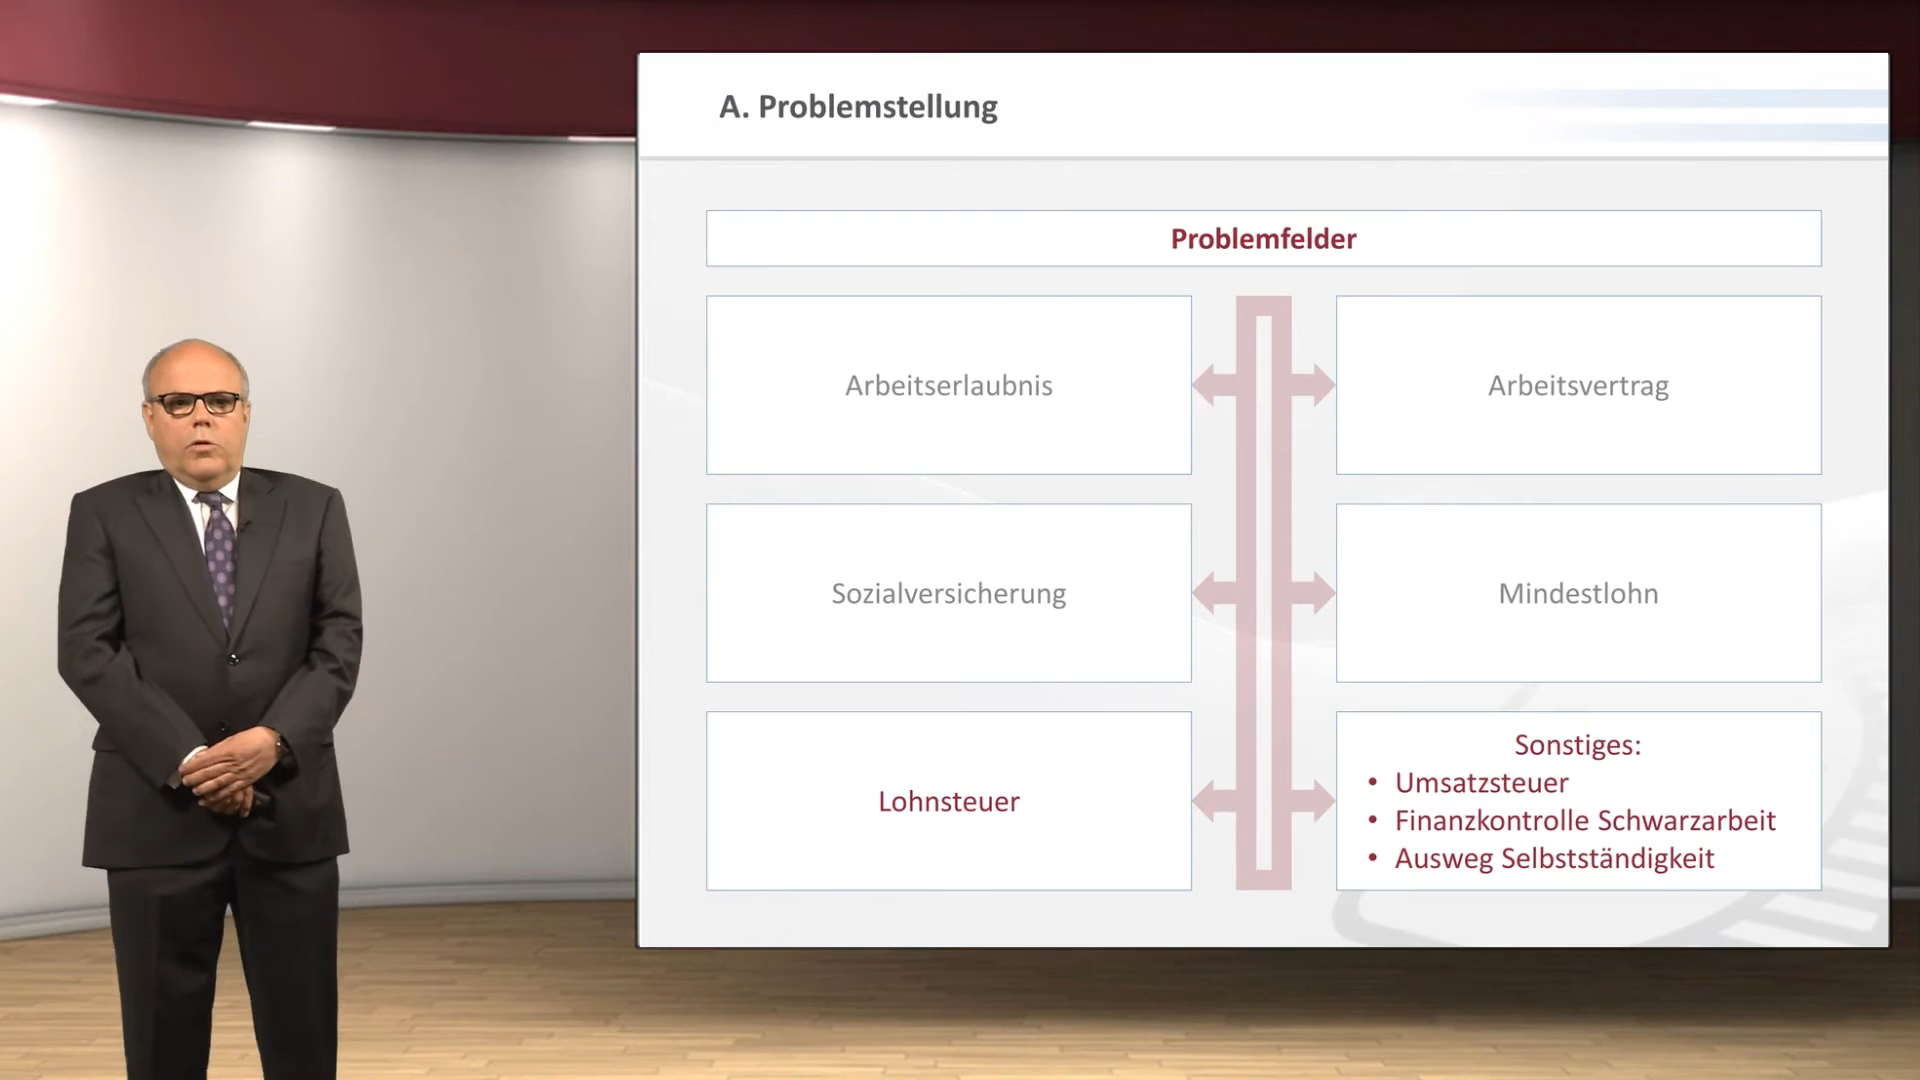 A. Problemstellung
Problemfelder
Arbeitserlaubnis
Arbeitsvertrag
Sozialversicherung
Mindestlohn
Lohnsteuer
Sonstiges:
• Umsatzsteuer
• Finanzkontrolle Schwarzarbeit
• Ausweg Selbstständigkeit